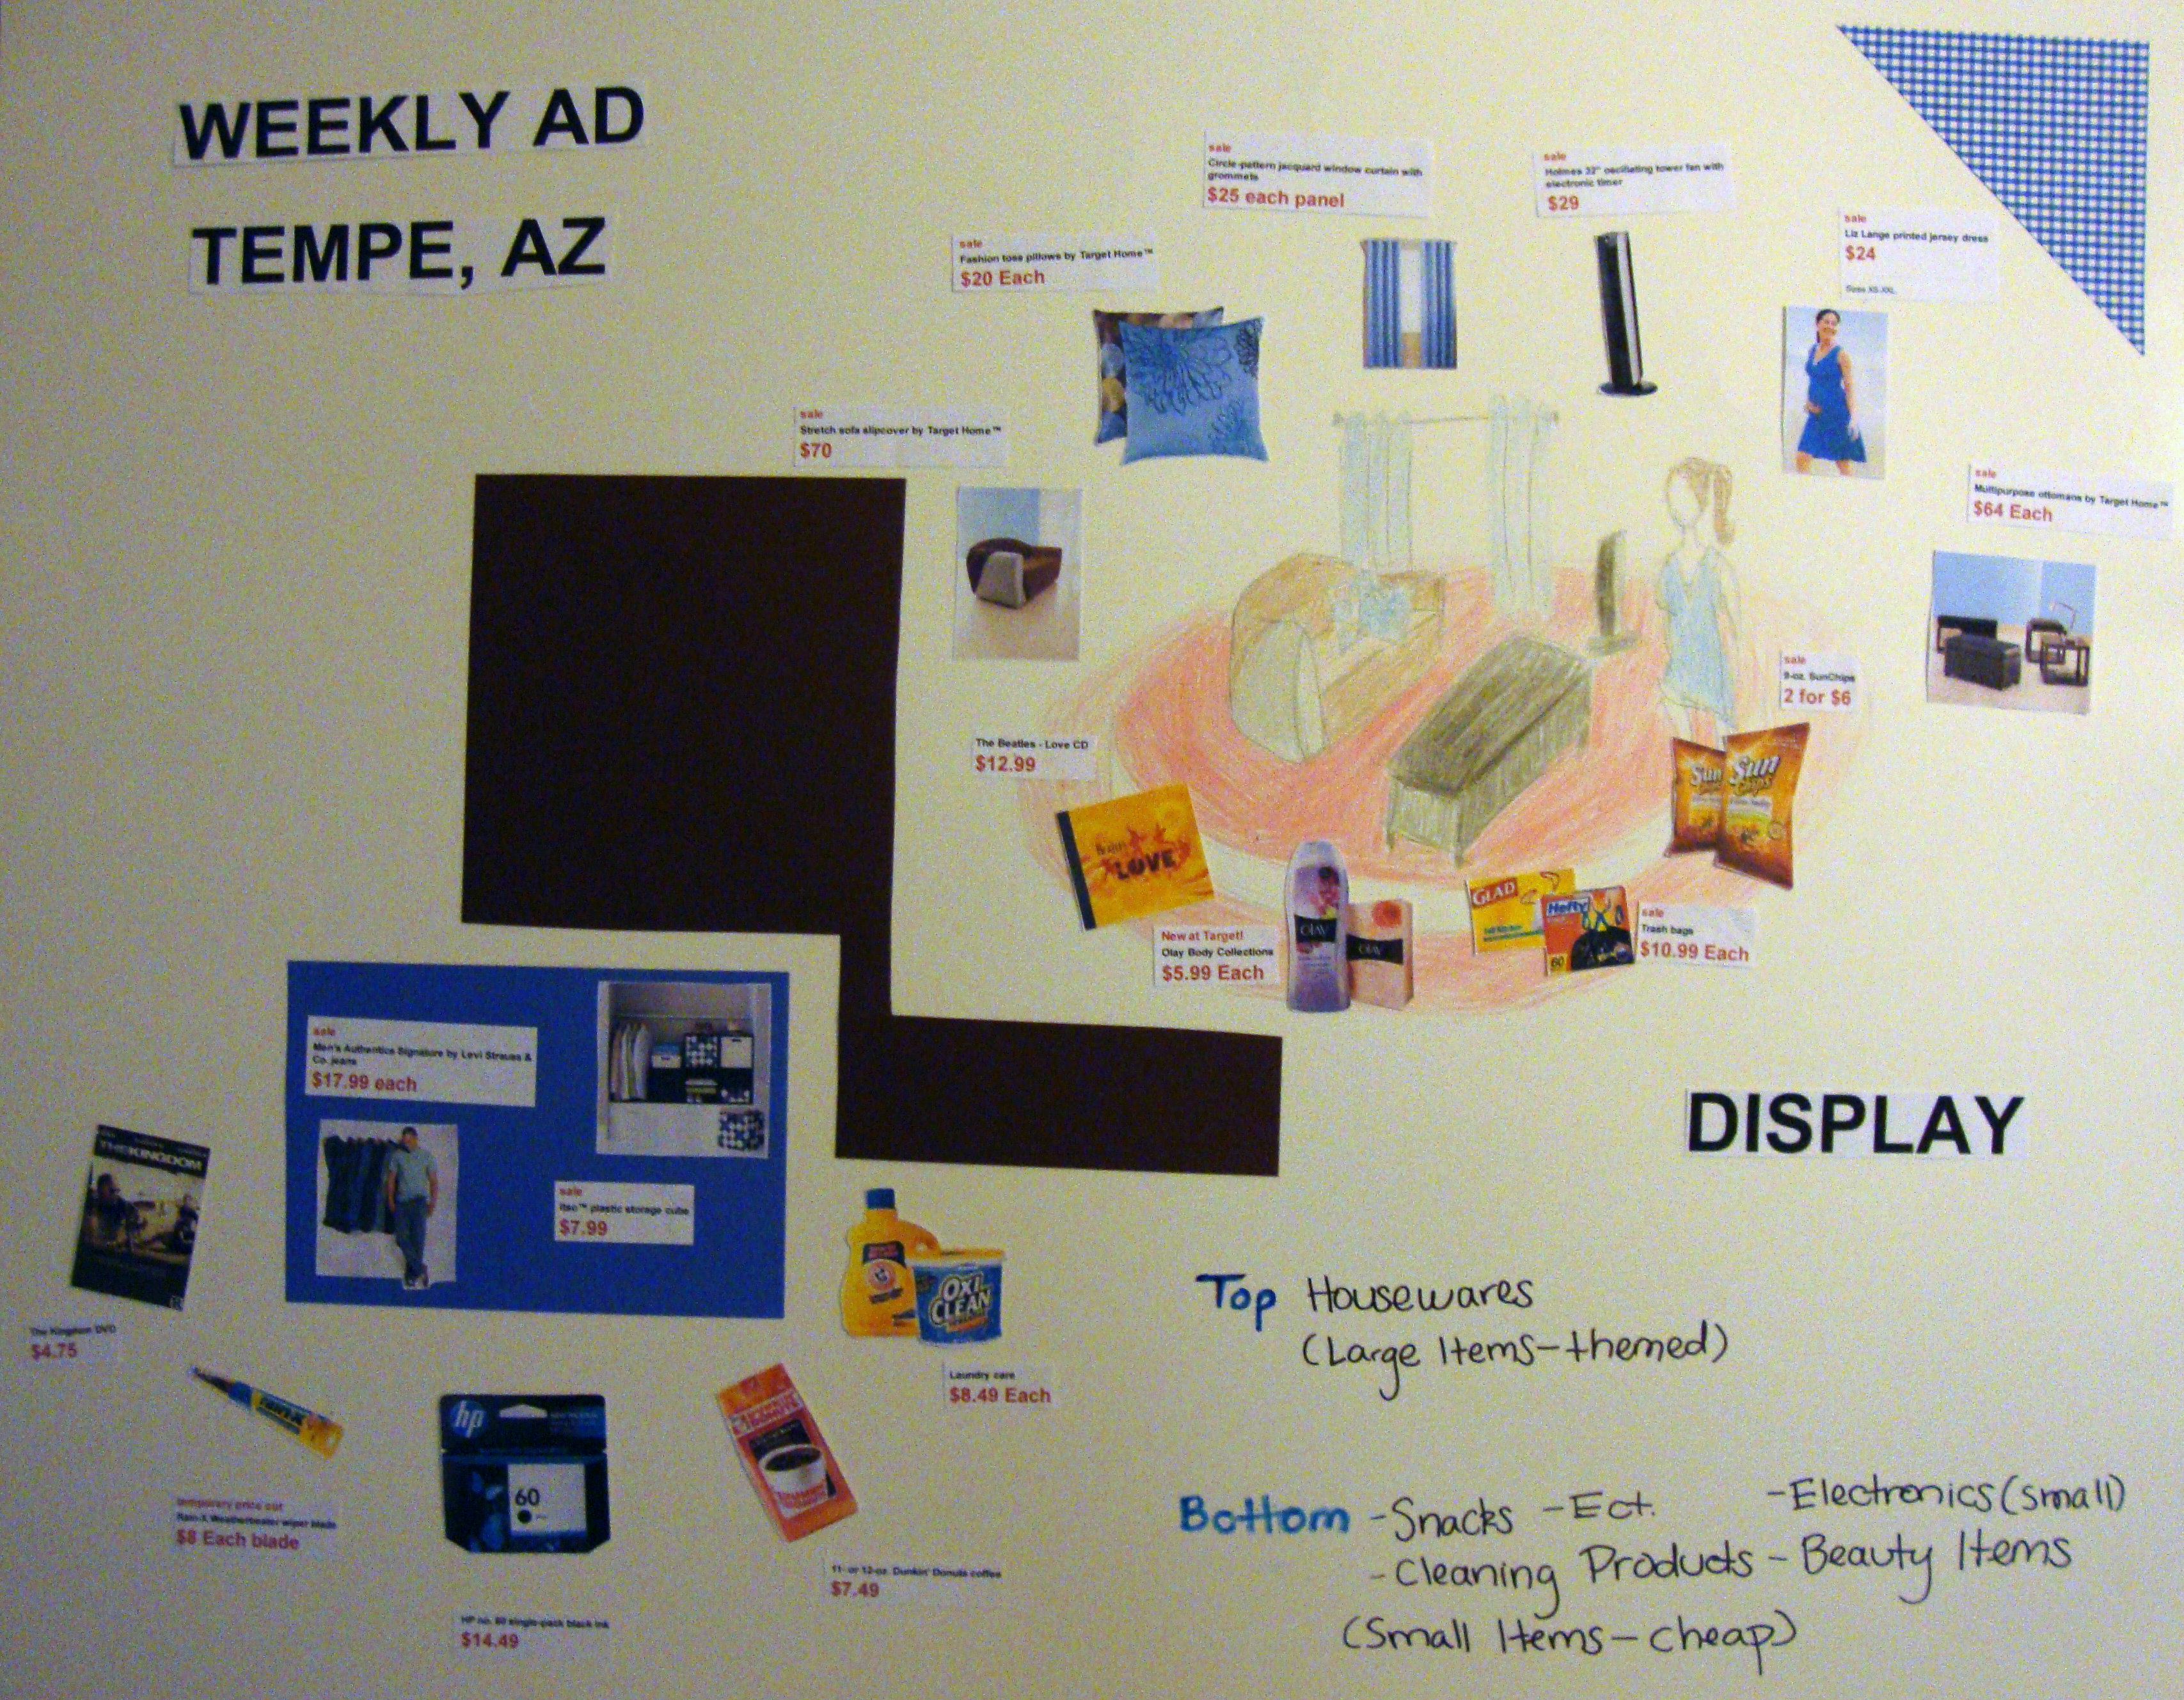 WEEKLY AD
TEMPE, AZ
sale
Circle-pattern jacquard window curtain with
grommets
$25 each panel
sale
Holmes 32" oscillating tower fan with
electronic timer
$29
sale
Liz Lange printed jersey dress
$24
Sizes XS-XXL.
sale
Fashion toss pillows by Target Home™
$20 Each
sale
Stretch sofa slipcover by Target Home™
$70
sale
Multipurpose ottomans by Target Home™
$64 Each
sale
9-oz. SunChips
2 for $6
Sun
Sun
Chips
The Beatles - Love CD
$12.99
Beatles
LOVE
New at Target!
Olay Body Collections
$5.99 Each
OLAY
OLAY
GLAD
Hefty
60
sale
Trash bags
$10.99 Each
sale
Men's Authentics Signature by Levi Strauss &
Co. jeans
$17.99 each
sale
itso™ plastic storage cube
$7.99
DISPLAY
THE KINGDOM
The Kingdom DVD
$4.75
OXI
CLEAN
Laundry care
$8.49 Each
temporary price cut
Rain-X Weatherbeater wiper blade
$8 Each blade
hp
60
HP no. 60 single-pack black ink
$14.49
11- or 12-oz. Dunkin' Donuts coffee
$7.49
Top Housewares
(Large Items-themed)
Bottom -Snacks -Ect. -Electronics (small)
-Cleaning Products -Beauty Items
(Small Items-cheap)